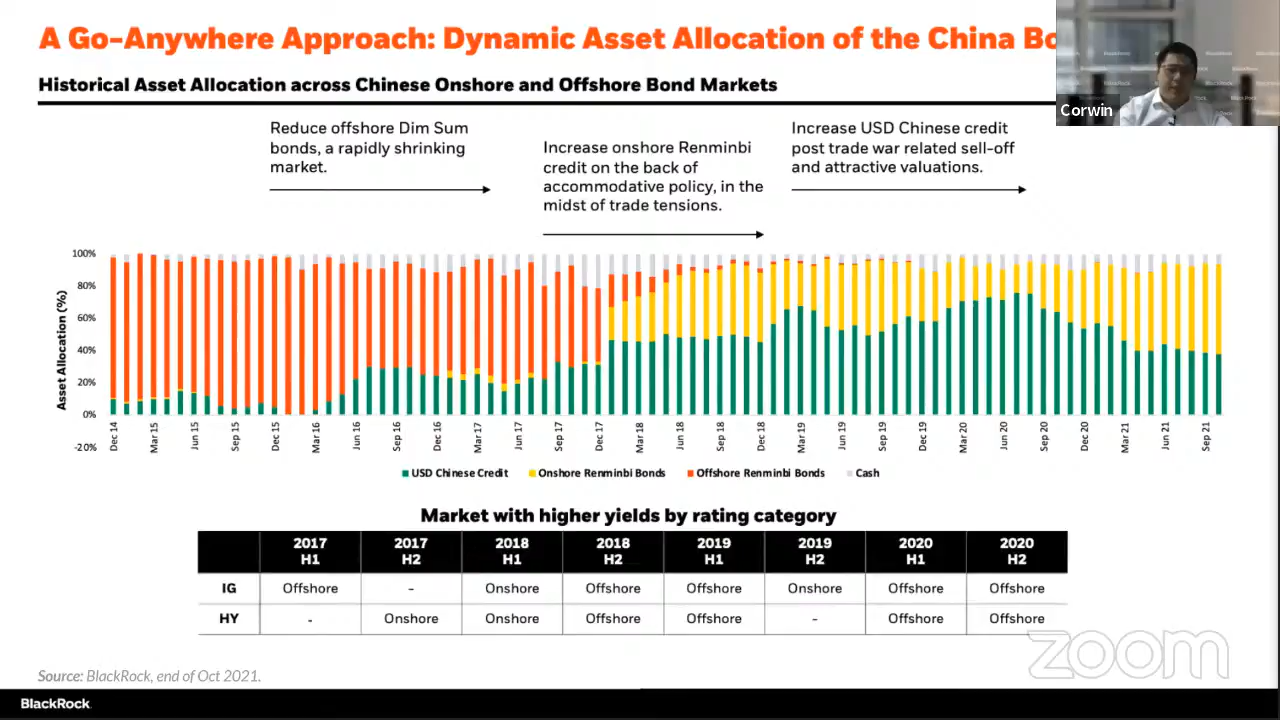 A Go-Anywhere Approach: Dynamic Asset Allocation of the China Bo
Corwin
Historical Asset Allocation across Chinese Onshore and Offshore Bond Markets
Reduce offshore Dim Sum
bonds, a rapidly shrinking
market.
Increase onshore Renminbi
credit on the back of
accommodative policy, in the
midst of trade tensions.
Increase USD Chinese credit
post trade war related sell-off
and attractive valuations.
Asset Allocation (%)
100%
80%
60%
40%
20%
0%
-20%
Dec 14
Mar 15
Jun 15
Sep 15
Dec 15
Mar 16
Jun 16
Sep 16
Dec 16
Mar 17
Jun 17
Sep 17
Dec 17
Mar 18
Jun 18
Sep 18
Dec 18
Mar 19
Jun 19
Sep 19
Dec 19
Mar 20
Jun 20
Sep 20
Dec 20
Mar 21
Jun 21
Sep 21
USD Chinese Credit Onshore Renminbi Bonds Offshore Renminbi Bonds Cash
Market with higher yields by rating category
2017 H1 2017 H2 2018 H1 2018 H2 2019 H1 2019 H2 2020 H1 2020 H2
IG Offshore - Onshore Offshore Offshore Onshore Offshore Offshore
HY - Onshore Onshore Offshore Offshore - Offshore Offshore
zoom
Source: BlackRock, end of Oct 2021.
BlackRock